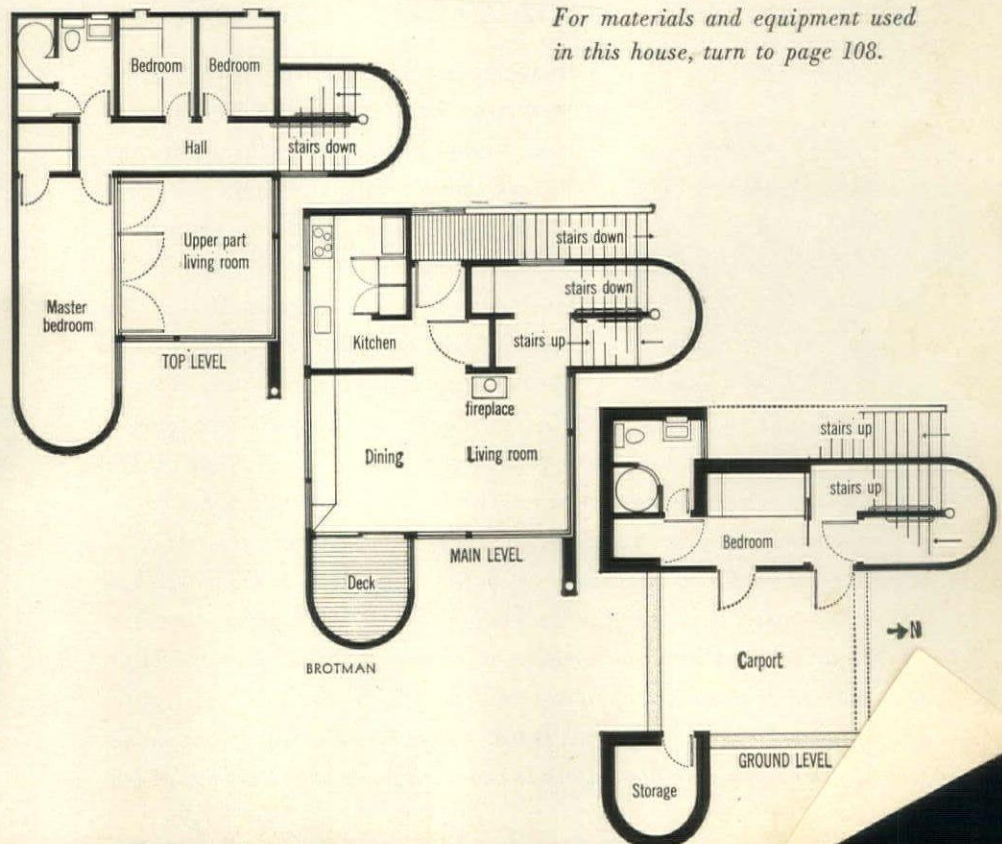 For materials and equipment used
in this house, turn to page 108.
Bedroom
Bedroom
Hall
stairs down
Upper part
living room
Master
bedroom
TOP LEVEL
stairs down
stairs down
stairs up
Kitchen
fireplace
Dining
Living room
MAIN LEVEL
Deck
BROTMAN
stairs up
stairs up
Bedroom
N
Carport
GROUND LEVEL
Storage